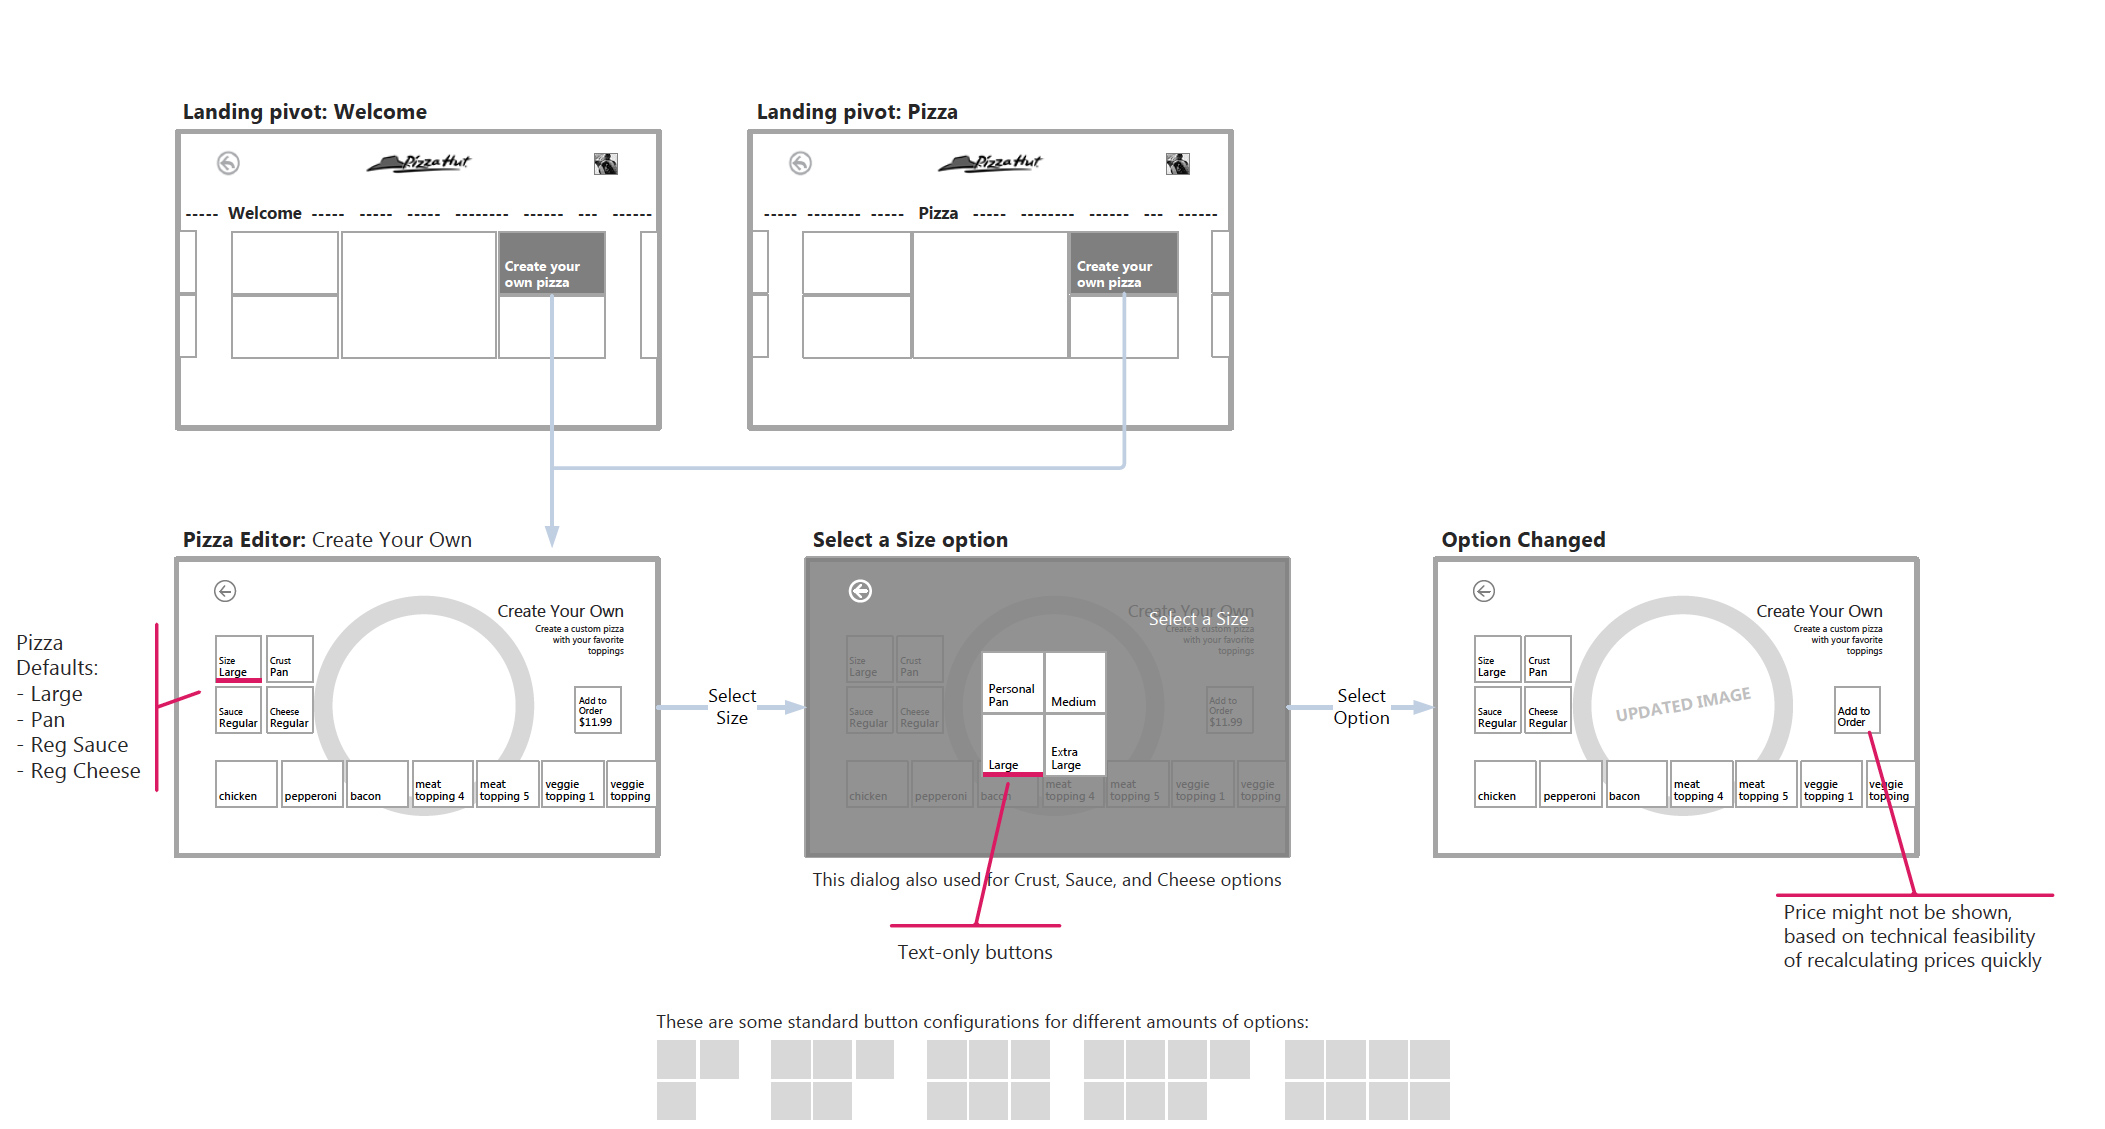 Landing pivot: Welcome
Pizza Hut
----- Welcome ----- ----- ----- -------- ------ --- ------
Create your
own pizza
Landing pivot: Pizza
Pizza Hut
----- -------- ----- Pizza ----- -------- ------ --- ------
Create your
own pizza
Pizza
Defaults:
- Large
- Pan
- Reg Sauce
- Reg Cheese
Pizza Editor: Create Your Own
Create Your Own
Create a custom pizza
with your favorite
toppings
Size
Large
Crust
Pan
Sauce
Regular
Cheese
Regular
Add to
Order
$11.99
chicken
pepperoni
bacon
meat
topping 4
meat
topping 5
veggie
topping 1
veggie
topping
Select
Size
Select a Size option
Create Your Own
Select a Size
Create a custom pizza
with your favorite
toppings
Size
Large
Crust
Pan
Sauce
Regular
Cheese
Regular
Personal
Pan
Medium
Large
Extra
Large
Add to
Order
$11.99
chicken
pepperoni
bacon
meat
topping 4
meat
topping 5
veggie
topping 1
veggie
topping
This dialog also used for Crust, Sauce, and Cheese options
Text-only buttons
Select
Option
Option Changed
Create Your Own
Create a custom pizza
with your favorite
toppings
Size
Large
Crust
Pan
Sauce
Regular
Cheese
Regular
UPDATED IMAGE
Add to
Order
chicken
pepperoni
bacon
meat
topping 4
meat
topping 5
veggie
topping 1
veggie
topping
Price might not be shown,
based on technical feasibility
of recalculating prices quickly
These are some standard button configurations for different amounts of options: